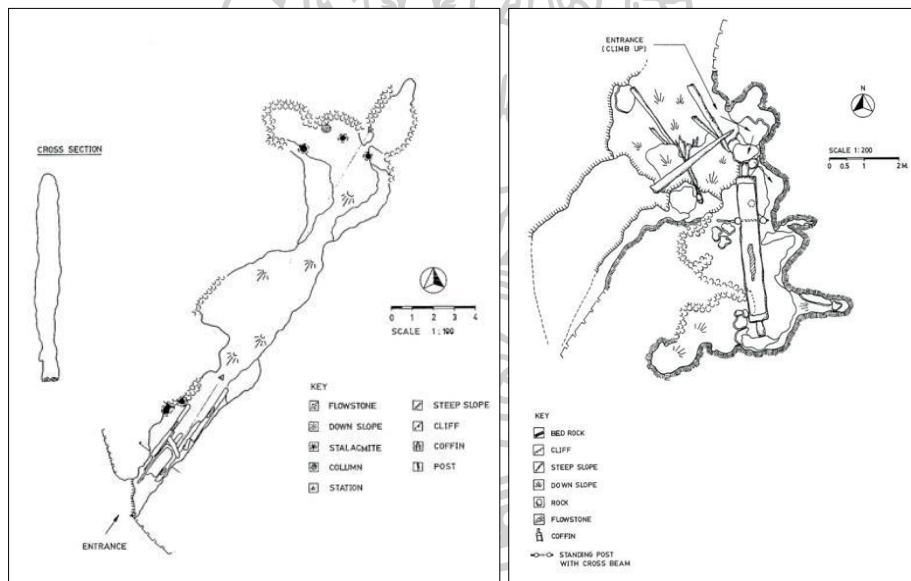 CROSS SECTION
0 1 2 3 4
SCALE 1:100
KEY
FLOWSTONE
DOWN SLOPE
STALACMITE
COLUMN
STATION
STEEP SLOPE
CLIFF
COFFIN
POST
ENTRANCE
ENTRANCE
(CLIMB UP)
N
SCALE 1:200
0 0.5 1 2 M.
KEY
BED ROCK
CLIFF
STEEP SLOPE
DOWN SLOPE
ROCK
FLOWSTONE
COFFIN
STANDING POST
WITH CROSS BEAM